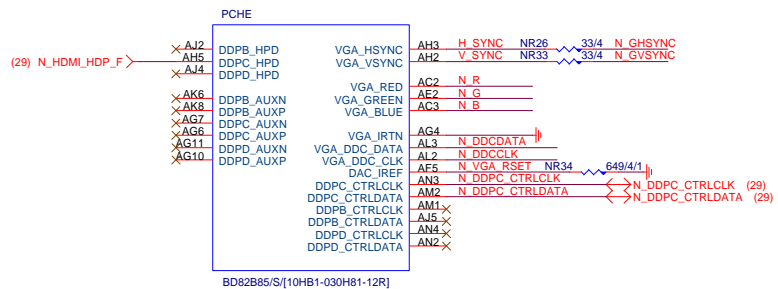 PCHE
AJ2 DDPB_HPD VGA_HSYNC AH3 H_SYNC NR26 33/4 N_GHSYNC
(29) N_HDMI_HDP_F AH5 DDPC_HPD VGA_VSYNC AH2 V_SYNC NR33 33/4 N_GVSYNC
AJ4 DDPD_HPD
VGA_RED AC2 N_R
AK6 DDPB_AUXN VGA_GREEN AE2 N_G
AK8 DDPB_AUXP VGA_BLUE AC3 N_B
AG7 DDPC_AUXN
AG6 DDPC_AUXP VGA_IRTN AG4
AG11 DDPD_AUXN VGA_DDC_DATA AL3 N_DDCDATA
AG10 DDPD_AUXP VGA_DDC_CLK AL2 N_DDCCLK
DAC_IREF AF5 N_VGA_RSET NR34 649/4/1
DDPC_CTRLCLK AN3 N_DDPC_CTRLCLK N_DDPC_CTRLCLK (29)
DDPC_CTRLDATA AM2 N_DDPC_CTRLDATA N_DDPC_CTRLDATA (29)
DDPB_CTRLCLK AM1
DDPB_CTRLDATA AJ5
DDPD_CTRLCLK AN4
DDPD_CTRLDATA AN2
BD82B85/S/[10HB1-030H81-12R]